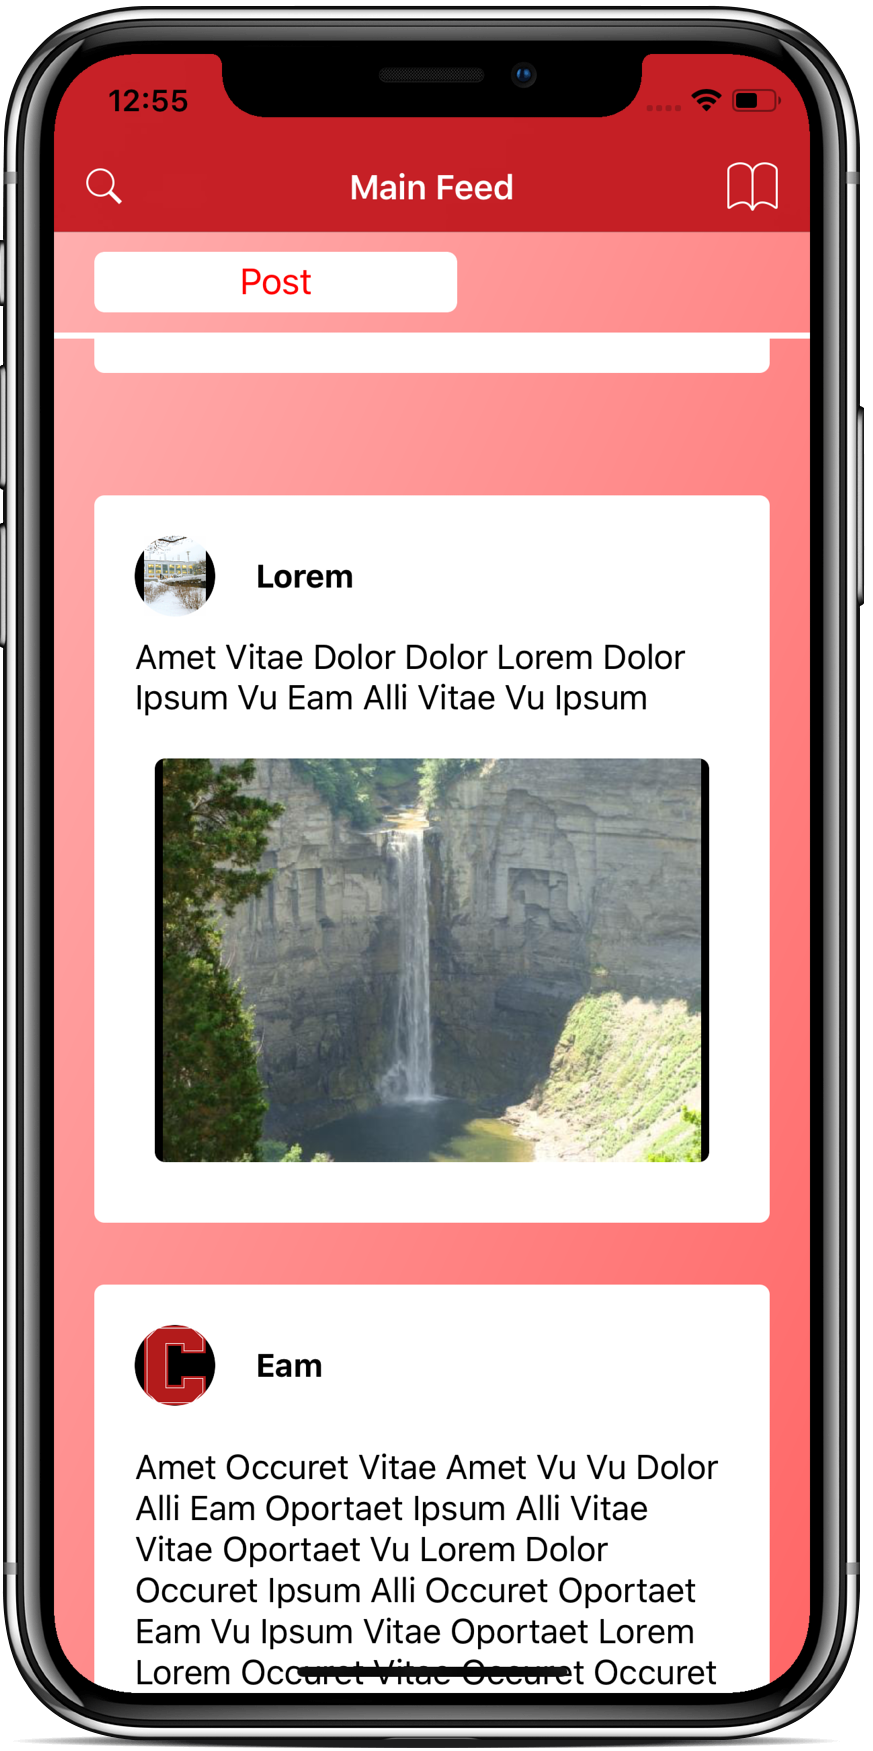 12:55
Main Feed
Post
Lorem
Amet Vitae Dolor Dolor Lorem Dolor
Ipsum Vu Eam Alli Vitae Vu Ipsum
C
Eam
Amet Occuret Vitae Amet Vu Vu Dolor
Alli Eam Oportaet Ipsum Alli Vitae
Vitae Oportaet Vu Lorem Dolor
Occuret Ipsum Alli Occuret Oportaet
Eam Vu Ipsum Vitae Oportaet Lorem
Lorem Occuret Vitae Occuret Occuret